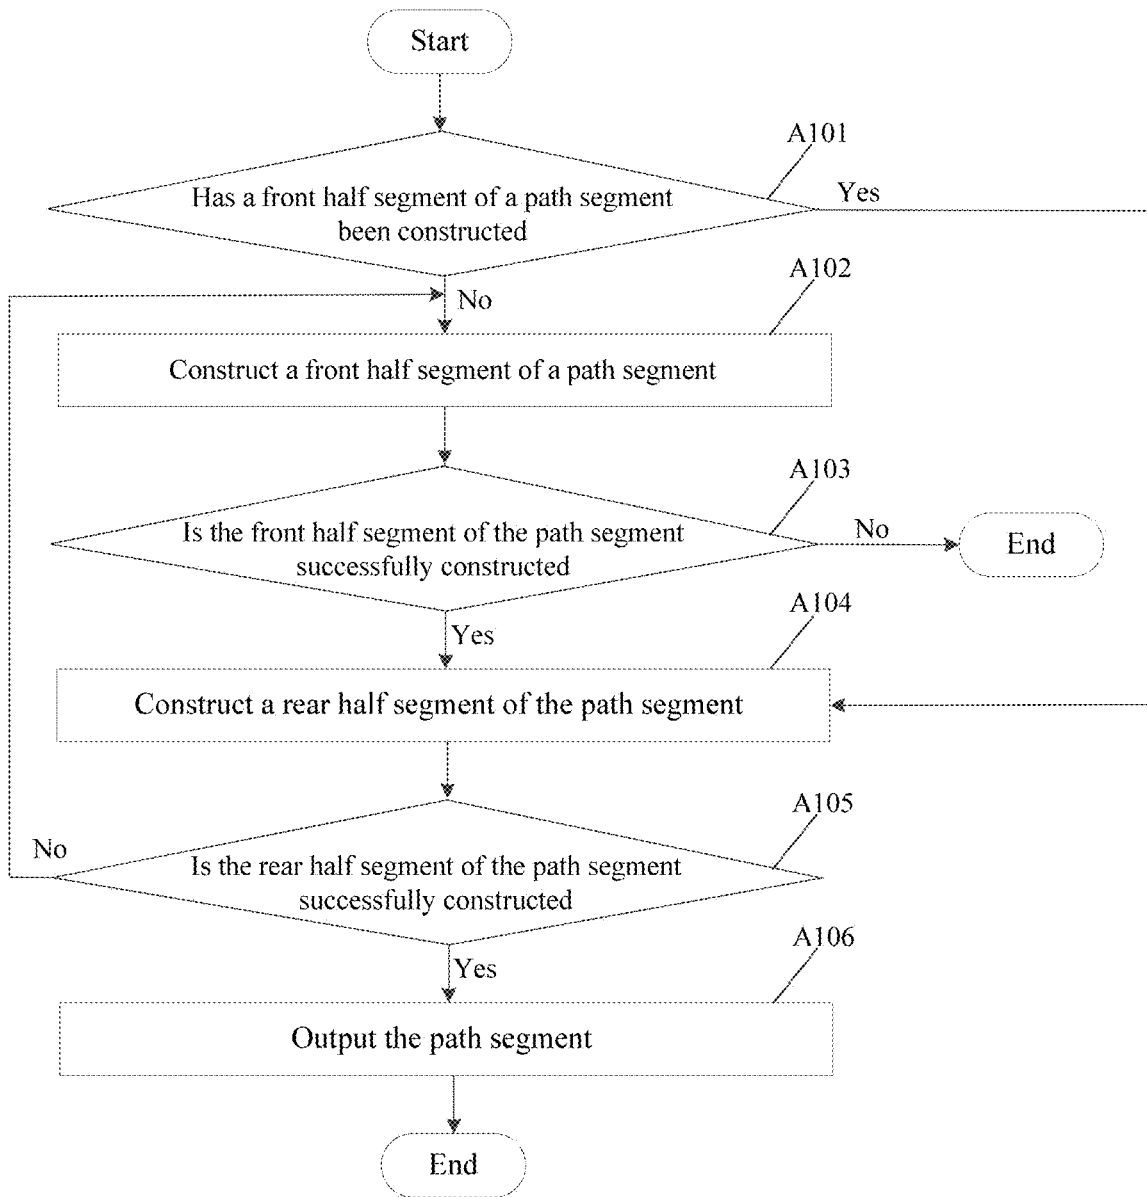 Start
A101
Has a front half segment of a path segment
been constructed
Yes
A102
No
Construct a front half segment of a path segment
A103
Is the front half segment of the path segment
successfully constructed
No
End
A104
Yes
Construct a rear half segment of the path segment
A105
No
Is the rear half segment of the path segment
successfully constructed
A106
Yes
Output the path segment
End